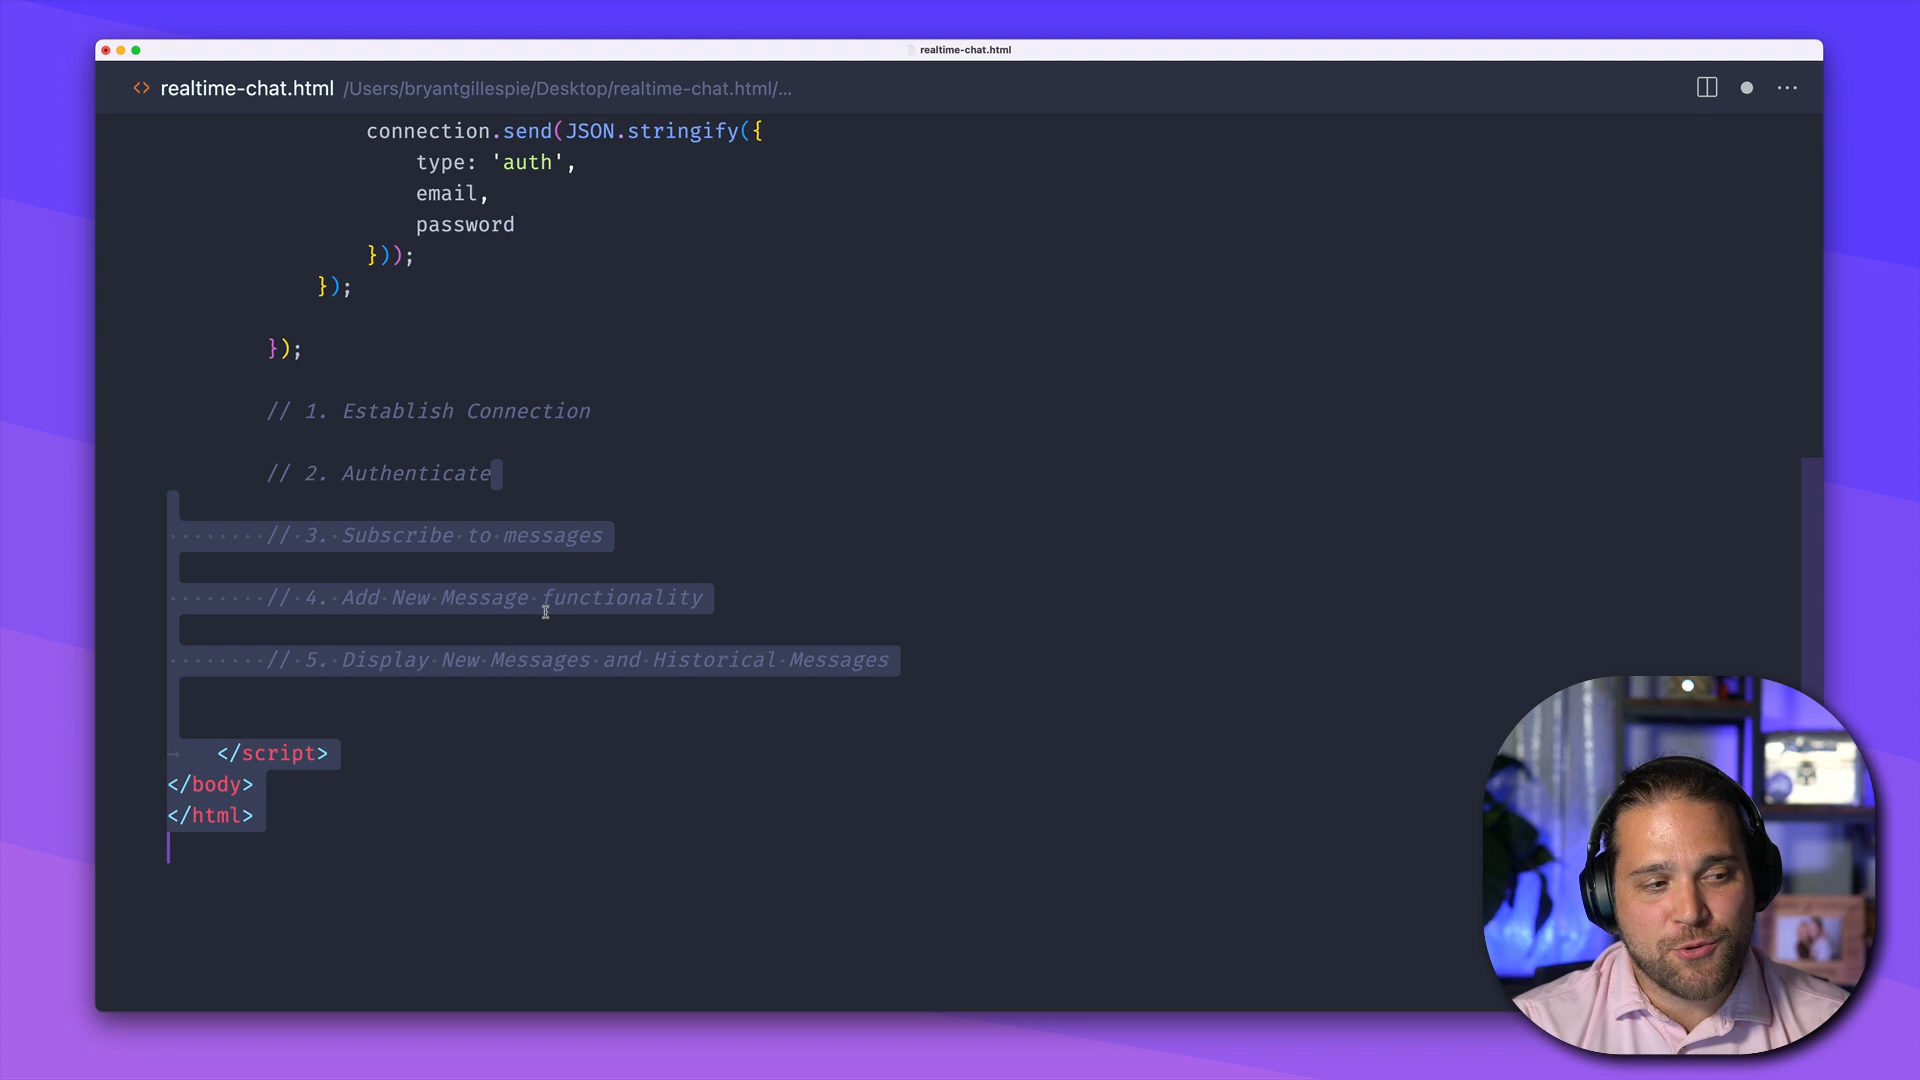 realtime-chat.html
<> realtime-chat.html /Users/bryantgillespie/Desktop/realtime-chat.html/...
connection.send(JSON.stringify({
type: 'auth',
email,
password
}));
});
});
// 1. Establish Connection
// 2. Authenticate
// 3. Subscribe to messages
// 4. Add New Message functionality
// 5. Display New Messages and Historical Messages
</script>
</body>
</html>